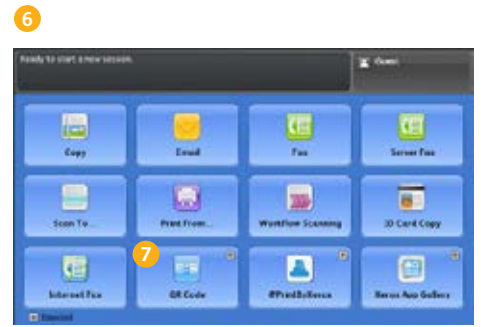 6
Ready to start a new session.
Guest
Copy
Email
Fax
Server Fax
Scan To...
Print From...
Workflow Scanning
ID Card Copy
7
Internet Fax
QR Code
@PrintByXerox
Xerox App Gallery